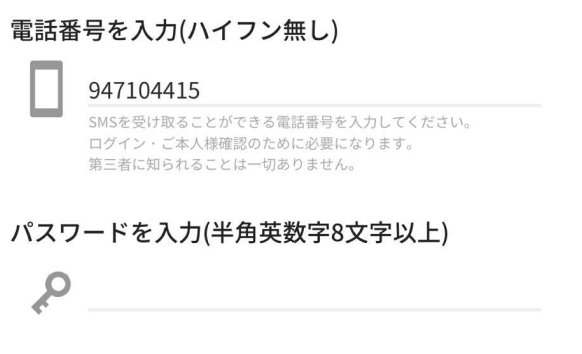 電話番号を入力(ハイフン無し)
947104415
SMSを受け取ることができる電話番号を入力してください。
ログイン・ご本人様確認のために必要になります。
第三者に知られることは一切ありません。
パスワードを入力(半角英数字8文字以上)